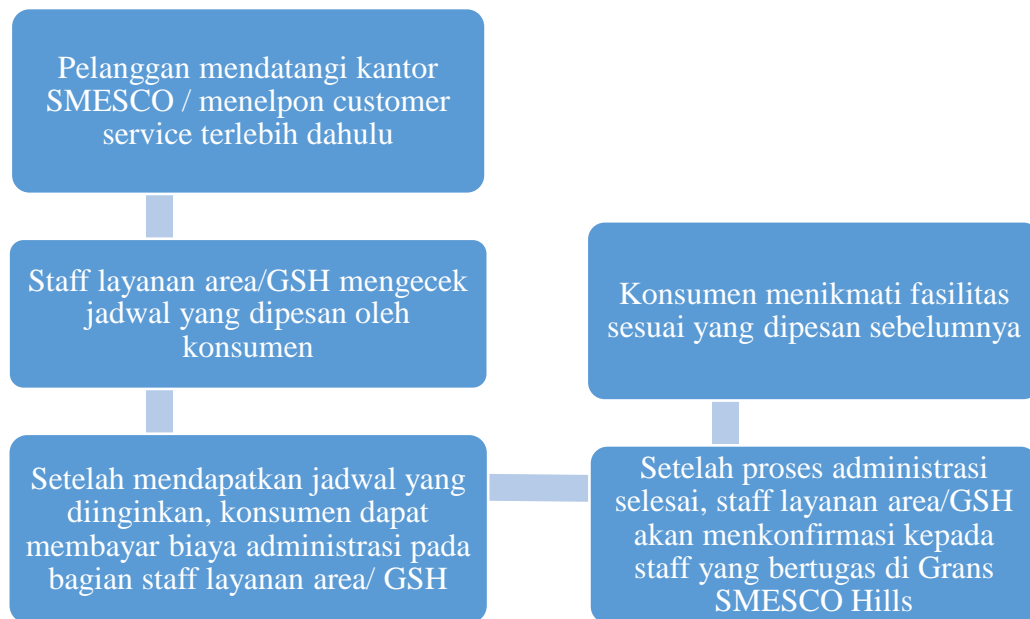 Pelanggan mendatangi kantor
SMESCO / menelpon customer
service terlebih dahulu
Staff layanan area/GSH mengecek
jadwal yang dipesan oleh
konsumen
Setelah mendapatkan jadwal yang
diinginkan, konsumen dapat
membayar biaya administrasi pada
bagian staff layanan area/ GSH
Setelah proses administrasi
selesai, staff layanan area/GSH
akan menkonfirmasi kepada
staff yang bertugas di Grans
SMESCO Hills
Konsumen menikmati fasilitas
sesuai yang dipesan sebelumnya